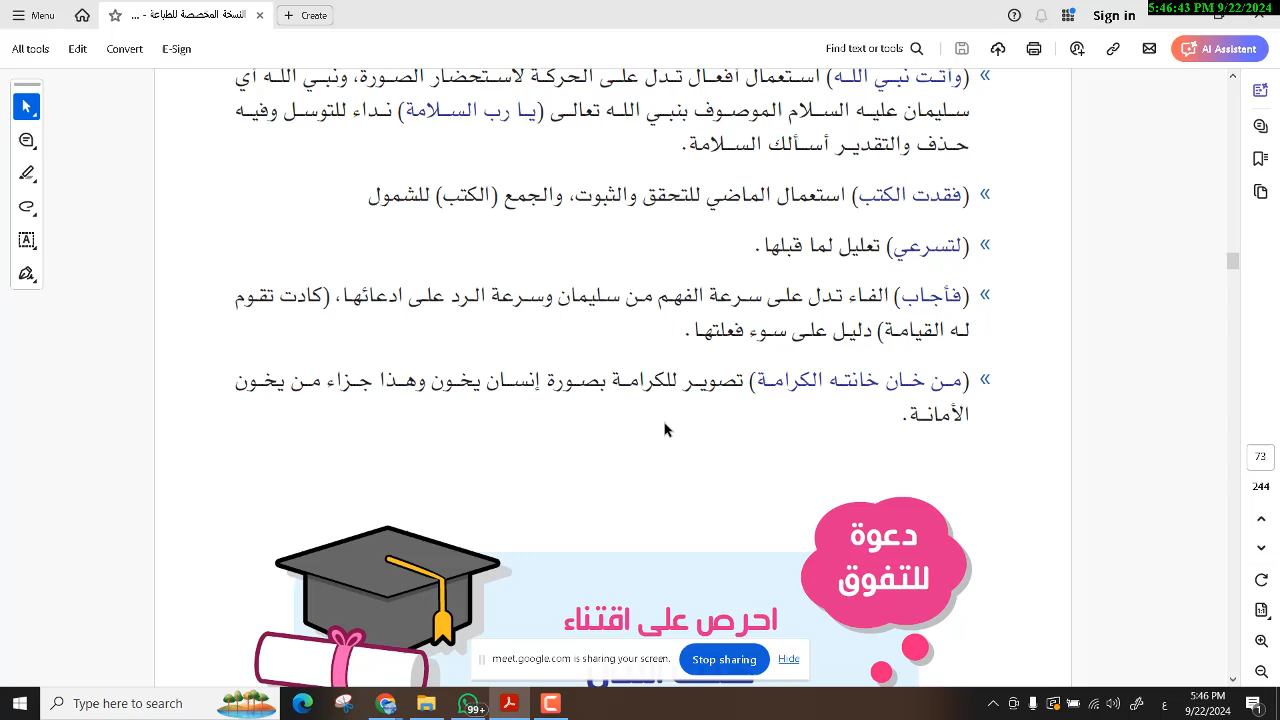 Menu
النسخة المخصصة للطباعة - ...
Create
Sign in
5:46:43 PM 9/22/2024
All tools
Edit
Convert
E-Sign
Find text or tools
AI Assistant
» (وأتت نبي الله) استعمال أفعال تدل على الحركة لاستحضار الصورة، ونبي الله أي
سليمان عليه السلام الموصوف بنبي الله تعالى (يا رب السلامة) نداء للتوسل وفيه
حذف والتقدير أسألك السلامة.
» (فقدت الكتب) استعمال الماضي للتحقق والثبوت، والجمع (الكتب) للشمول
» (لتسرعي) تعليل لما قبلها .
» (فأجاب) الفاء تدل على سرعة الفهم من سليمان وسرعة الرد على ادعائها، (كادت تقوم
له القيامة) دليل على سوء فعلتها .
» (من خان خانته الكرامة) تصوير للكرامة بصورة إنسان يخون وهذا جزاء من يخون
الأمانة .
73
244
دعوة
للتفوق
احرص على اقتناء
meet.google.com is sharing your screen.
Stop sharing
Hide
Type here to search
99+
5:46 PM
9/22/2024